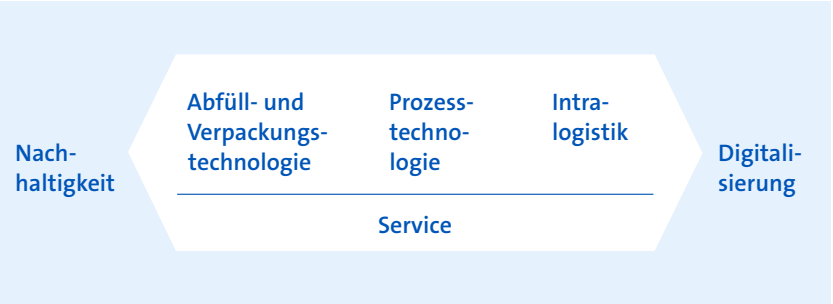 Nach-
haltigkeit
Abfüll- und
Verpackungs-
technologie
Prozess-
techno-
logie
Intra-
logistik
Service
Digitali-
sierung